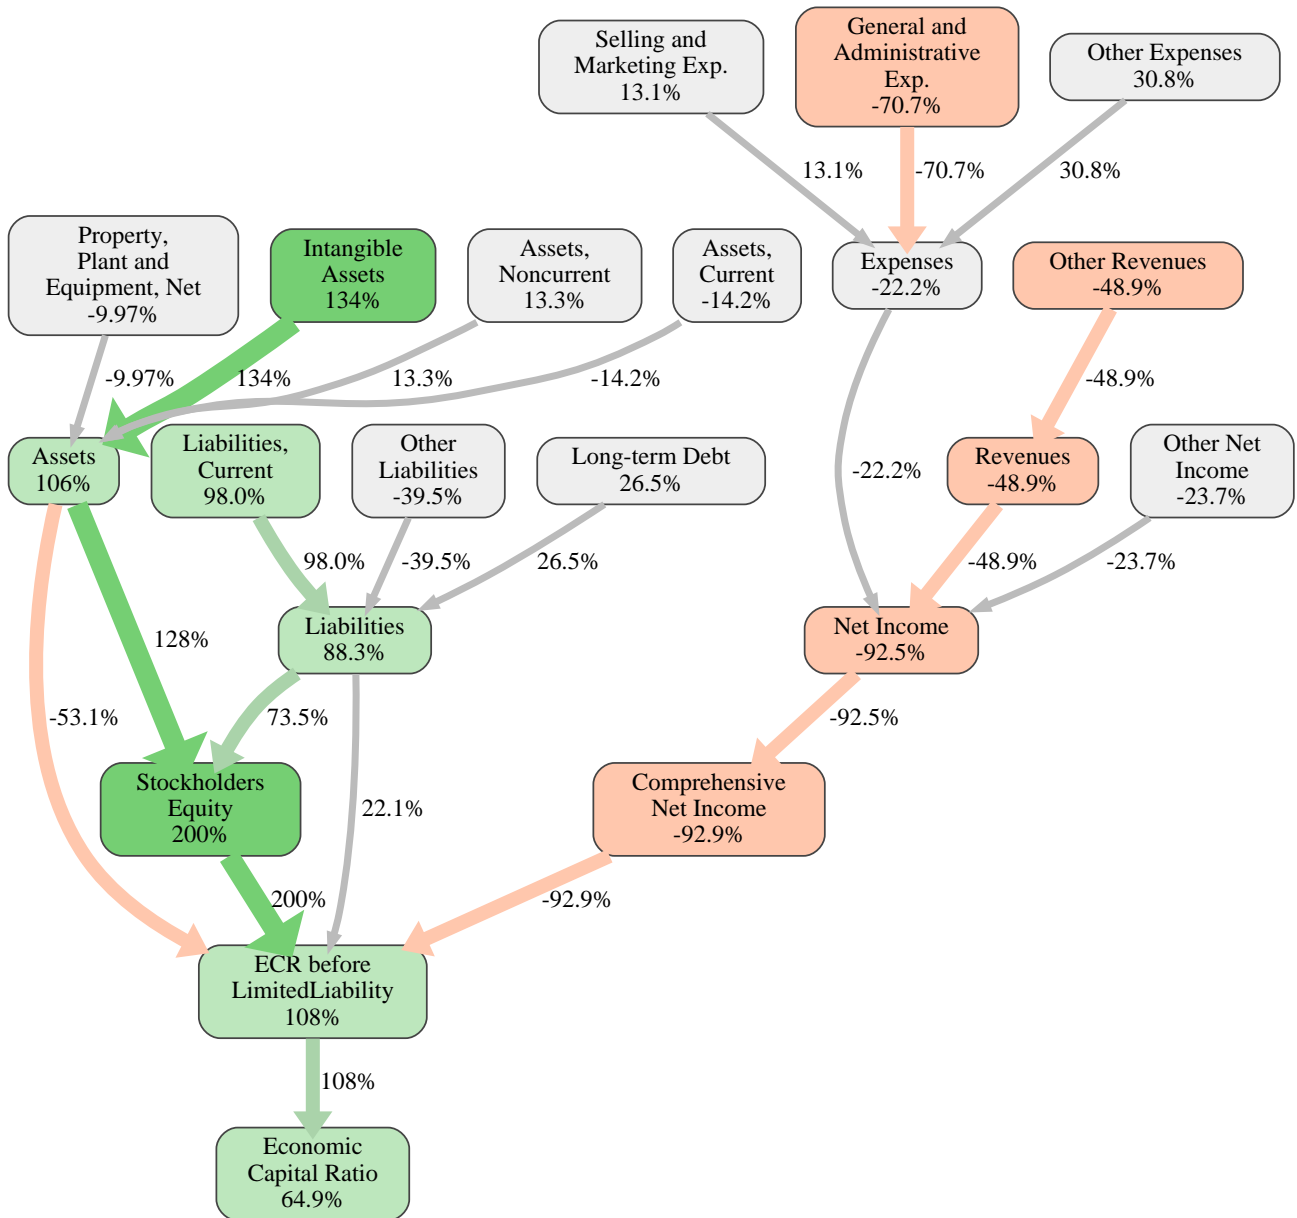 Selling and
Marketing Exp.
13.1%
General and
Administrative
Exp.
-70.7%
Other Expenses
30.8%
13.1%
-70.7%
30.8%
Property,
Plant and
Equipment, Net
-9.97%
Intangible
Assets
134%
Assets,
Noncurrent
13.3%
Assets,
Current
-14.2%
Expenses
-22.2%
Other Revenues
-48.9%
-9.97%
134%
13.3%
-14.2%
-48.9%
Assets
106%
Liabilities,
Current
98.0%
Other
Liabilities
-39.5%
Long-term Debt
26.5%
-22.2%
Revenues
-48.9%
Other Net
Income
-23.7%
98.0%
-39.5%
26.5%
-48.9%
-23.7%
128%
Liabilities
88.3%
Net Income
-92.5%
-53.1%
73.5%
-92.5%
Stockholders
Equity
200%
22.1%
Comprehensive
Net Income
-92.9%
200%
-92.9%
ECR before
LimitedLiability
108%
108%
Economic
Capital Ratio
64.9%